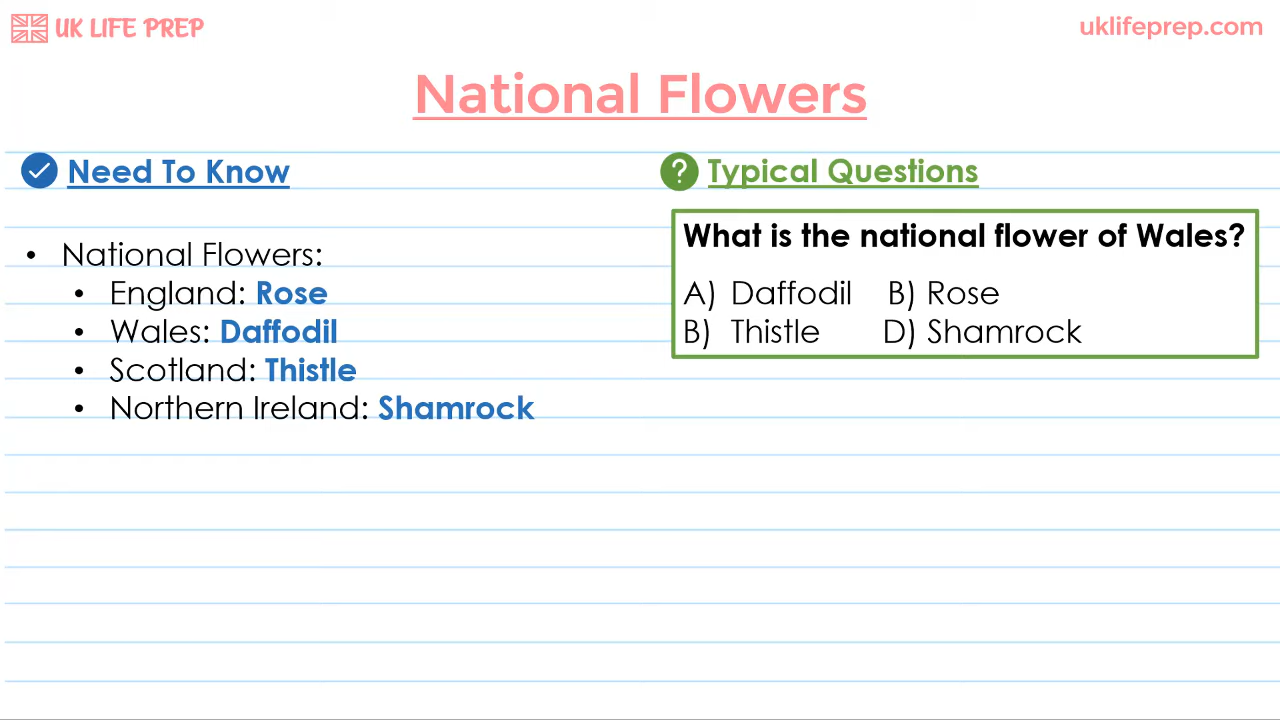 UK LIFE PREP
uklifeprep.com
National Flowers
Need To Know
• National Flowers:
• England: Rose
• Wales: Daffodil
• Scotland: Thistle
• Northern Ireland: Shamrock
Typical Questions
What is the national flower of Wales?
A) Daffodil B) Rose
B) Thistle D) Shamrock